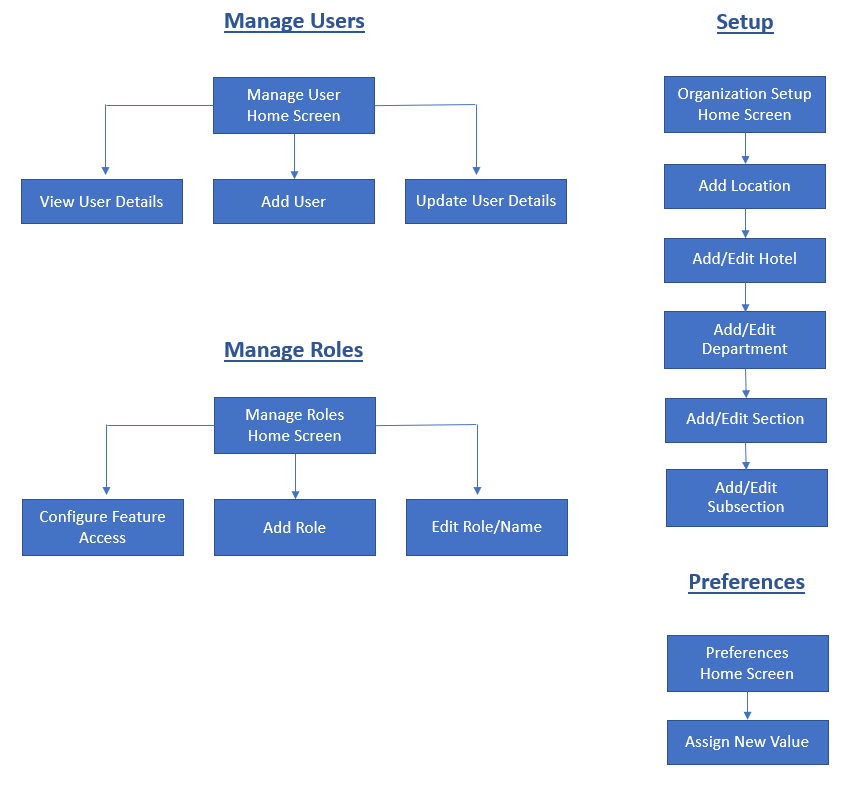 Manage Users
Manage User
Home Screen
View User Details
Add User
Update User Details
Manage Roles
Manage Roles
Home Screen
Configure Feature
Access
Add Role
Edit Role/Name
Setup
Organization Setup
Home Screen
Add Location
Add/Edit Hotel
Add/Edit
Department
Add/Edit Section
Add/Edit
Subsection
Preferences
Preferences
Home Screen
Assign New Value